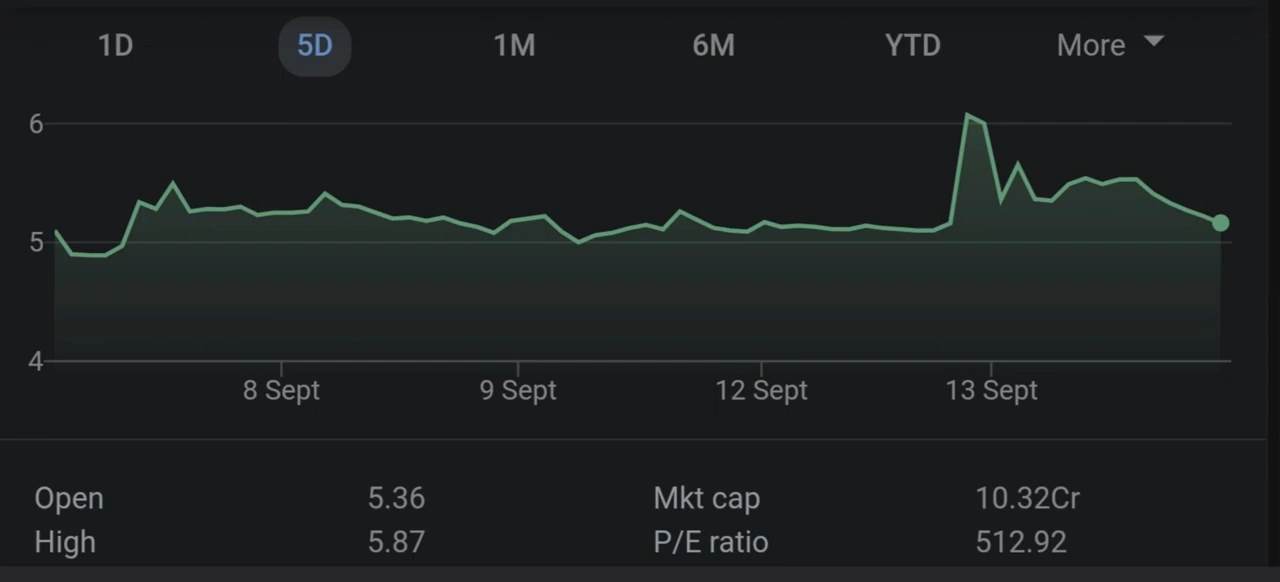 1D 5D 1M 6M YTD More
6
5
4
8 Sept 9 Sept 12 Sept 13 Sept
Open 5.36 Mkt cap 10.32Cr
High 5.87 P/E ratio 512.92